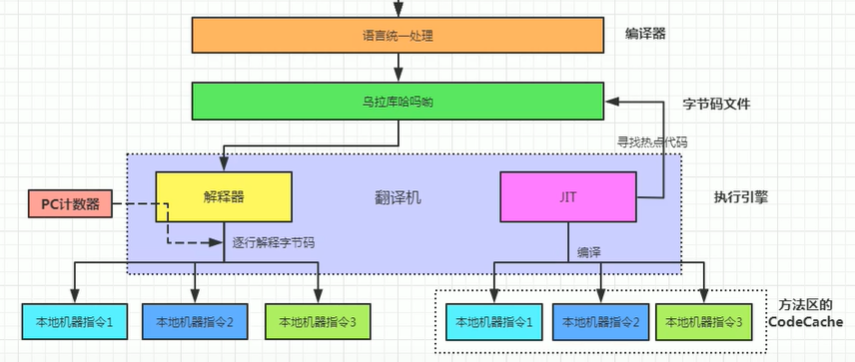 语言统一处理
编译器
乌拉库哈吗呦
字节码文件
寻找热点代码
解释器
翻译机
JIT
执行引擎
PC计数器
逐行解释字节码
编译
本地机器指令1
本地机器指令2
本地机器指令3
本地机器指令1
本地机器指令2
本地机器指令3
方法区的
CodeCache